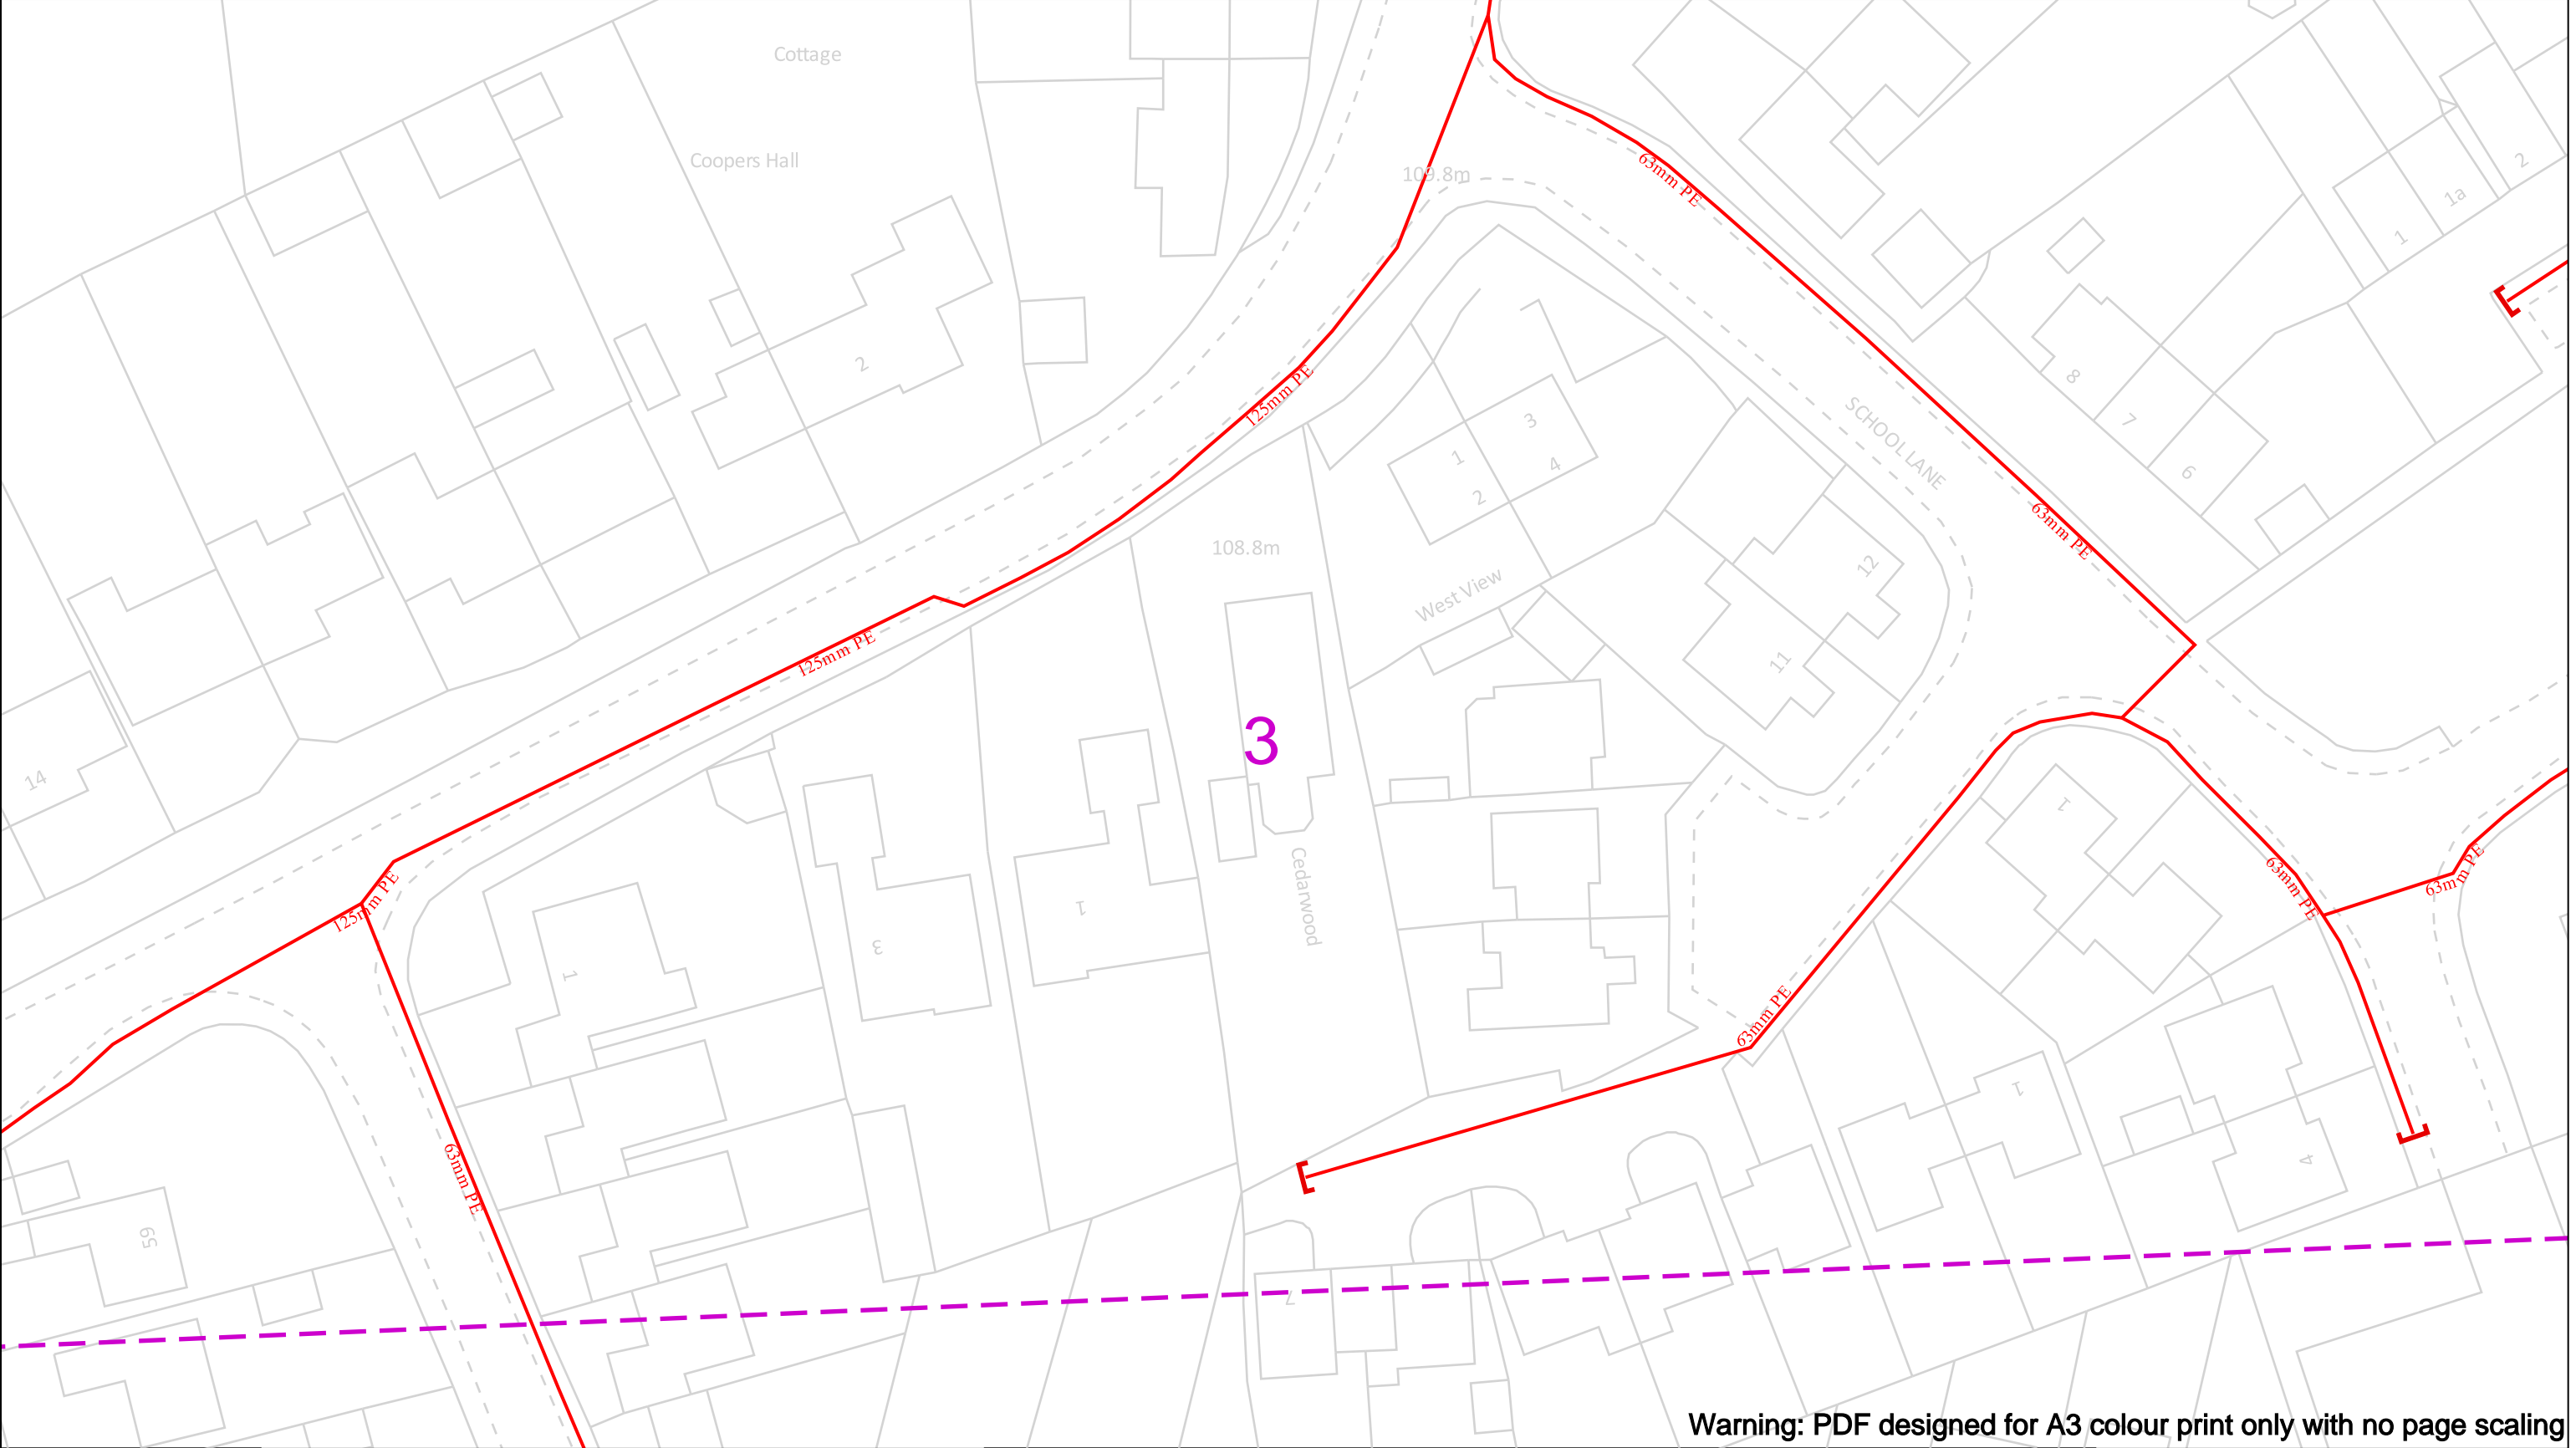 Cottage
Coopers Hall
109.8m
63mm PE
2
1a
1
2
125mm PE
8
7
6
SCHOOL LANE
3
1
4
2
63mm PE
108.8m
West View
12
11
125mm PE
3
14
1
63mm PE
63mm PE
125mm PE
Cedarwood
1
3
1
63mm PE
1
4
63mm PE
59
7
Warning: PDF designed for A3 colour print only with no page scaling